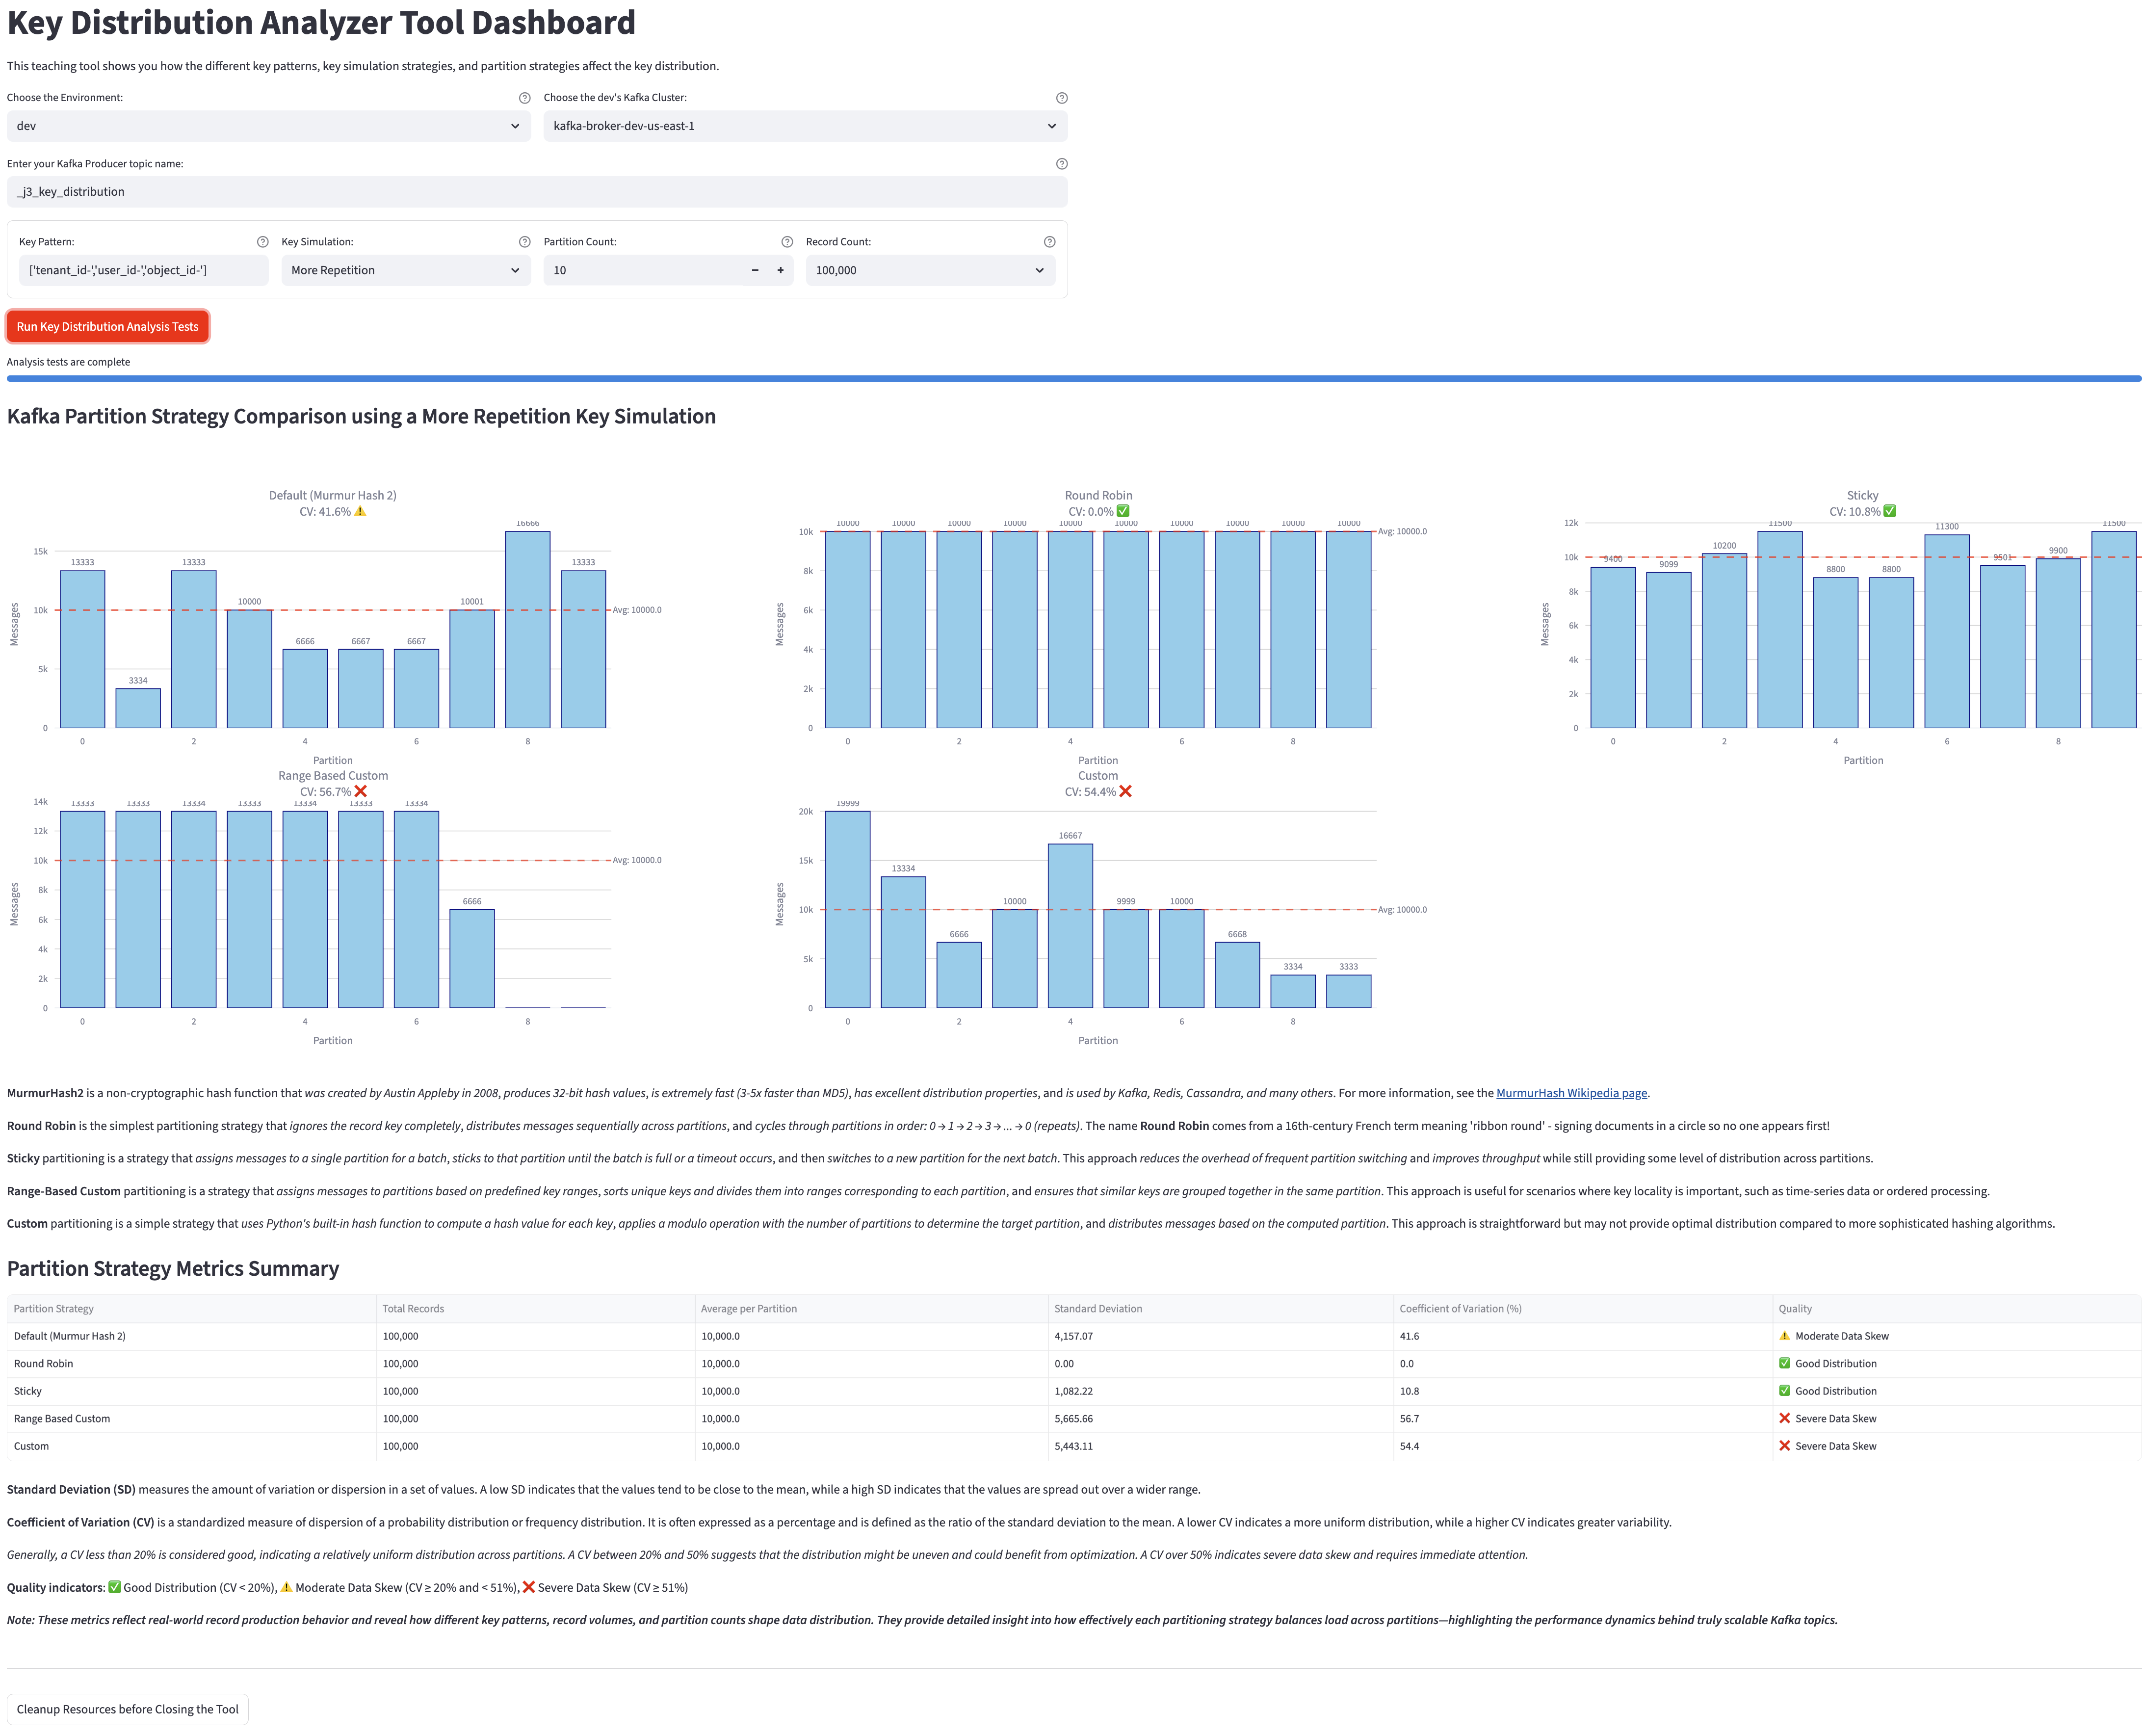 Key Distribution Analyzer Tool Dashboard
This teaching tool shows you how the different key patterns, key simulation strategies, and partition strategies affect the key distribution.
Choose the Environment:
dev
Choose the dev's Kafka Cluster:
kafka-broker-dev-us-east-1
Enter your Kafka Producer topic name:
_j3_key_distribution
Key Pattern:
['tenant_id-','user_id-','object_id-']
Key Simulation:
More Repetition
Partition Count:
10
Record Count:
100,000
Run Key Distribution Analysis Tests
Analysis tests are complete
Kafka Partition Strategy Comparison using a More Repetition Key Simulation
Default (Murmur Hash 2)
CV: 41.6% ⚠️
Messages
15k
10k
5k
0
13333
3334
13333
10000
6666
6667
6667
10001
16666
13333
Avg: 10000.0
0 2 4 6 8
Partition
Round Robin
CV: 0.0% ✅
Messages
10k
8k
6k
4k
2k
0
10000 10000 10000 10000 10000 10000 10000 10000 10000 10000
Avg: 10000.0
0 2 4 6 8
Partition
Sticky
CV: 10.8% ✅
Messages
12k
10k
8k
6k
4k
2k
0
9400
9099
10200
11500
8800
8800
11300
9501
9900
11500
0 2 4 6 8
Partition
Range Based Custom
CV: 56.7% ❌
Messages
14k
12k
10k
8k
6k
4k
2k
0
13333 13333 13334 13333 13334 13333 13334
6666
Avg: 10000.0
0 2 4 6 8
Partition
Custom
CV: 54.4% ❌
Messages
20k
15k
10k
5k
0
19999
13334
6666
10000
16667
9999
10000
6668
3334
3333
Avg: 10000.0
0 2 4 6 8
Partition
MurmurHash2 is a non-cryptographic hash function that was created by Austin Appleby in 2008, produces 32-bit hash values, is extremely fast (3-5x faster than MD5), has excellent distribution properties, and is used by Kafka, Redis, Cassandra, and many others. For more information, see the MurmurHash Wikipedia page.
Round Robin is the simplest partitioning strategy that ignores the record key completely, distributes messages sequentially across partitions, and cycles through partitions in order: 0 → 1 → 2 → 3 → ... → 0 (repeats). The name Round Robin comes from a 16th-century French term meaning 'ribbon round' - signing documents in a circle so no one appears first!
Sticky partitioning is a strategy that assigns messages to a single partition for a batch, sticks to that partition until the batch is full or a timeout occurs, and then switches to a new partition for the next batch. This approach reduces the overhead of frequent partition switching and improves throughput while still providing some level of distribution across partitions.
Range-Based Custom partitioning is a strategy that assigns messages to partitions based on predefined key ranges, sorts unique keys and divides them into ranges corresponding to each partition, and ensures that similar keys are grouped together in the same partition. This approach is useful for scenarios where key locality is important, such as time-series data or ordered processing.
Custom partitioning is a simple strategy that uses Python's built-in hash function to compute a hash value for each key, applies a modulo operation with the number of partitions to determine the target partition, and distributes messages based on the computed partition. This approach is straightforward but may not provide optimal distribution compared to more sophisticated hashing algorithms.
Partition Strategy Metrics Summary
Partition Strategy Total Records Average per Partition Standard Deviation Coefficient of Variation (%) Quality
Default (Murmur Hash 2) 100,000 10,000.0 4,157.07 41.6 ⚠️ Moderate Data Skew
Round Robin 100,000 10,000.0 0.00 0.0 ✅ Good Distribution
Sticky 100,000 10,000.0 1,082.22 10.8 ✅ Good Distribution
Range Based Custom 100,000 10,000.0 5,665.66 56.7 ❌ Severe Data Skew
Custom 100,000 10,000.0 5,443.11 54.4 ❌ Severe Data Skew
Standard Deviation (SD) measures the amount of variation or dispersion in a set of values. A low SD indicates that the values tend to be close to the mean, while a high SD indicates that the values are spread out over a wider range.
Coefficient of Variation (CV) is a standardized measure of dispersion of a probability distribution or frequency distribution. It is often expressed as a percentage and is defined as the ratio of the standard deviation to the mean. A lower CV indicates a more uniform distribution, while a higher CV indicates greater variability.
Generally, a CV less than 20% is considered good, indicating a relatively uniform distribution across partitions. A CV between 20% and 50% suggests that the distribution might be uneven and could benefit from optimization. A CV over 50% indicates severe data skew and requires immediate attention.
Quality indicators: ✅ Good Distribution (CV < 20%), ⚠️ Moderate Data Skew (CV ≥ 20% and < 51%), ❌ Severe Data Skew (CV ≥ 51%)
Note: These metrics reflect real-world record production behavior and reveal how different key patterns, record volumes, and partition counts shape data distribution. They provide detailed insight into how effectively each partitioning strategy balances load across partitions—highlighting the performance dynamics behind truly scalable Kafka topics.
Cleanup Resources before Closing the Tool